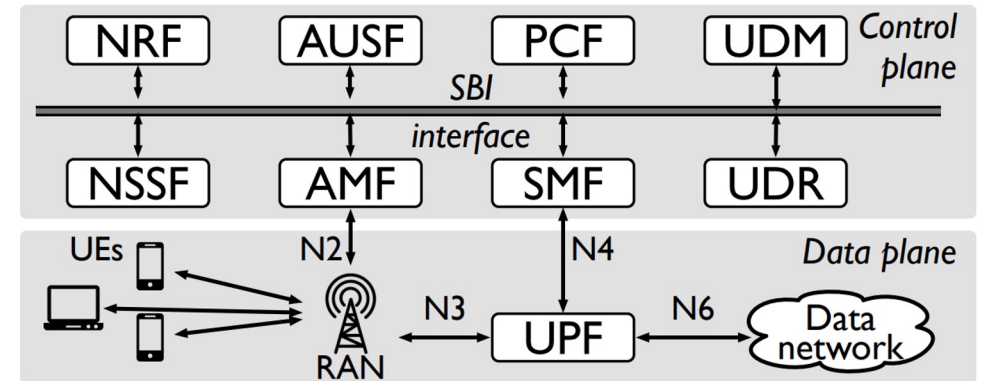 NRF AUSF PCF UDM Control
plane
SBI
interface
NSSF AMF SMF UDR
UEs N2 N4 Data plane
N3 N6 Data
network
UPF
RAN